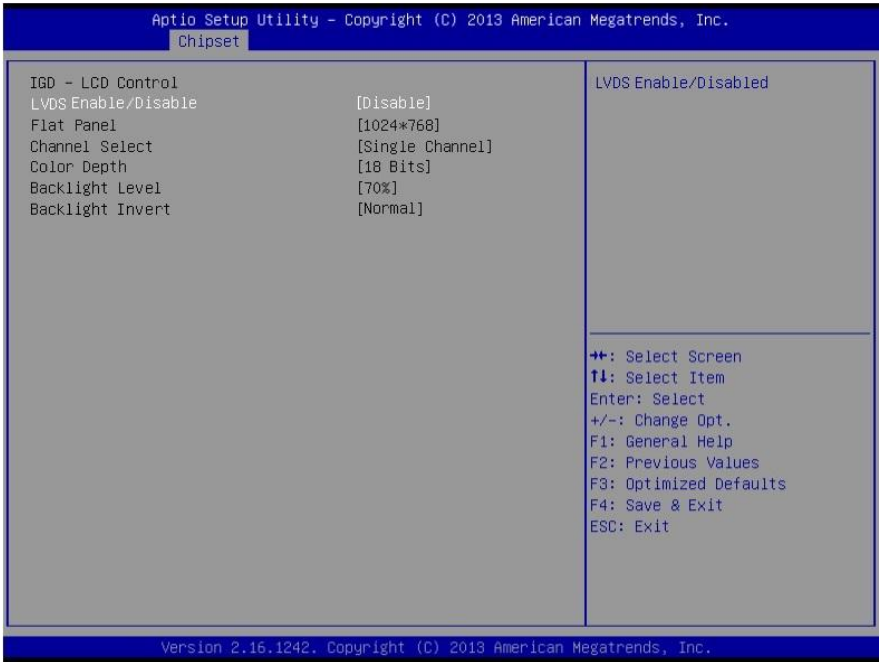 Aptio Setup Utility – Copyright (C) 2013 American Megatrends, Inc.
Chipset
IGD - LCD Control
LVDS Enable/Disable [Disable]
Flat Panel [1024*768]
Channel Select [Single Channel]
Color Depth [18 Bits]
Backlight Level [70%]
Backlight Invert [Normal]
LVDS Enable/Disabled
→←: Select Screen
↑↓: Select Item
Enter: Select
+/-: Change Opt.
F1: General Help
F2: Previous Values
F3: Optimized Defaults
F4: Save & Exit
ESC: Exit
Version 2.16.1242. Copyright (C) 2013 American Megatrends, Inc.